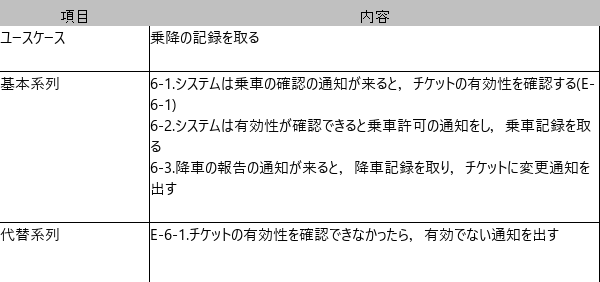 項目 内容
ユースケース 乗降の記録を取る
基本系列 6-1.システムは乗車の確認の通知が来ると, チケットの有効性を確認する(E-
6-1)
6-2.システムは有効性が確認できると乗車許可の通知をし, 乗車記録を取
る
6-3.降車の報告の通知が来ると, 降車記録を取り, チケットに変更通知を
出す
代替系列 E-6-1.チケットの有効性を確認できなかったら, 有効でない通知を出す